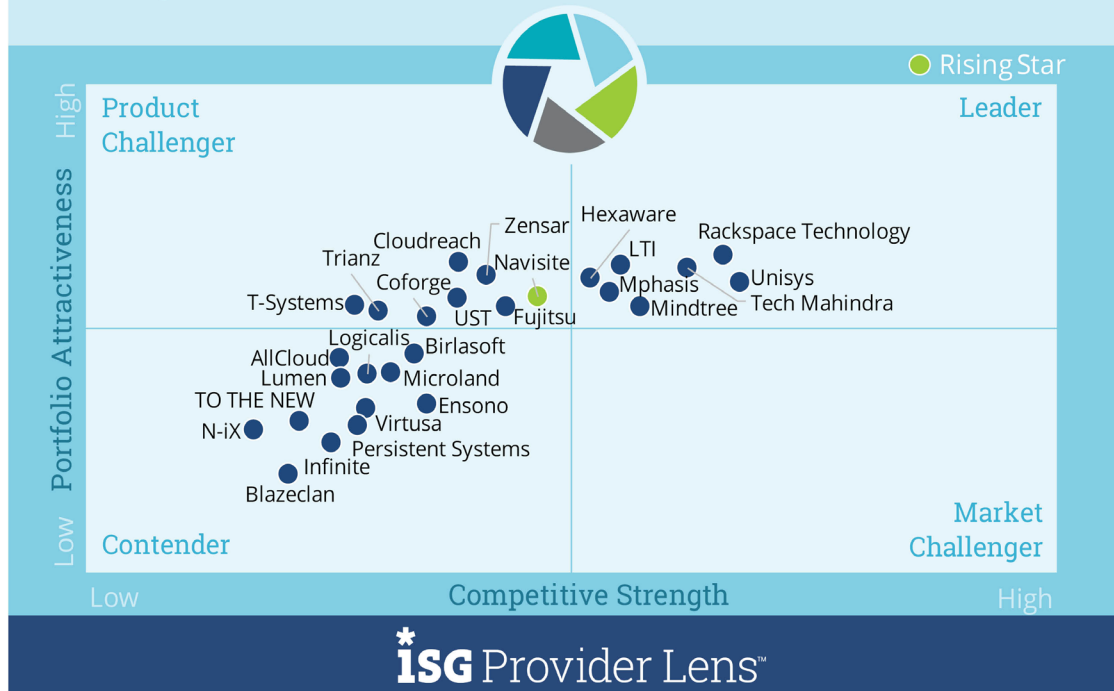 Rising Star
High
Product
Challenger
Leader
Portfolio Attractiveness
Zensar
Hexaware
Cloudreach
Rackspace Technology
Trianz
Navisite
LTI
Coforge
Mphasis
Unisys
T-Systems
UST
Fujitsu
Mindtree
Tech Mahindra
Logicalis
Birlasoft
AllCloud
Lumen
Microland
TO THE NEW
Ensono
N-iX
Virtusa
Persistent Systems
Infinite
Blazeclan
Market
Challenger
Contender
Low
Low
Competitive Strength
High
iSG Provider Lens™